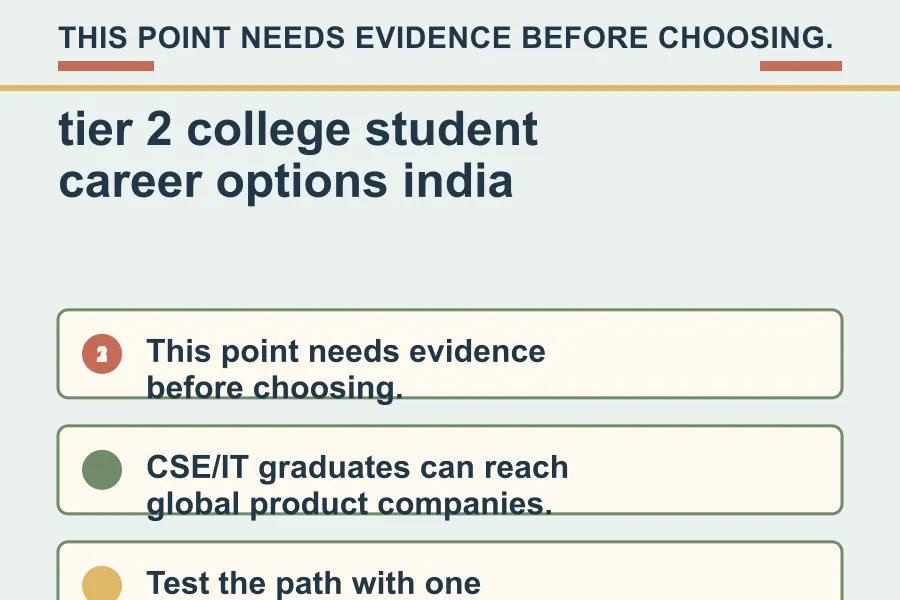 THIS POINT NEEDS EVIDENCE BEFORE CHOOSING.
tier 2 college student
career options india
This point needs evidence
before choosing.
CSE/IT graduates can reach
global product companies.
Test the path with one